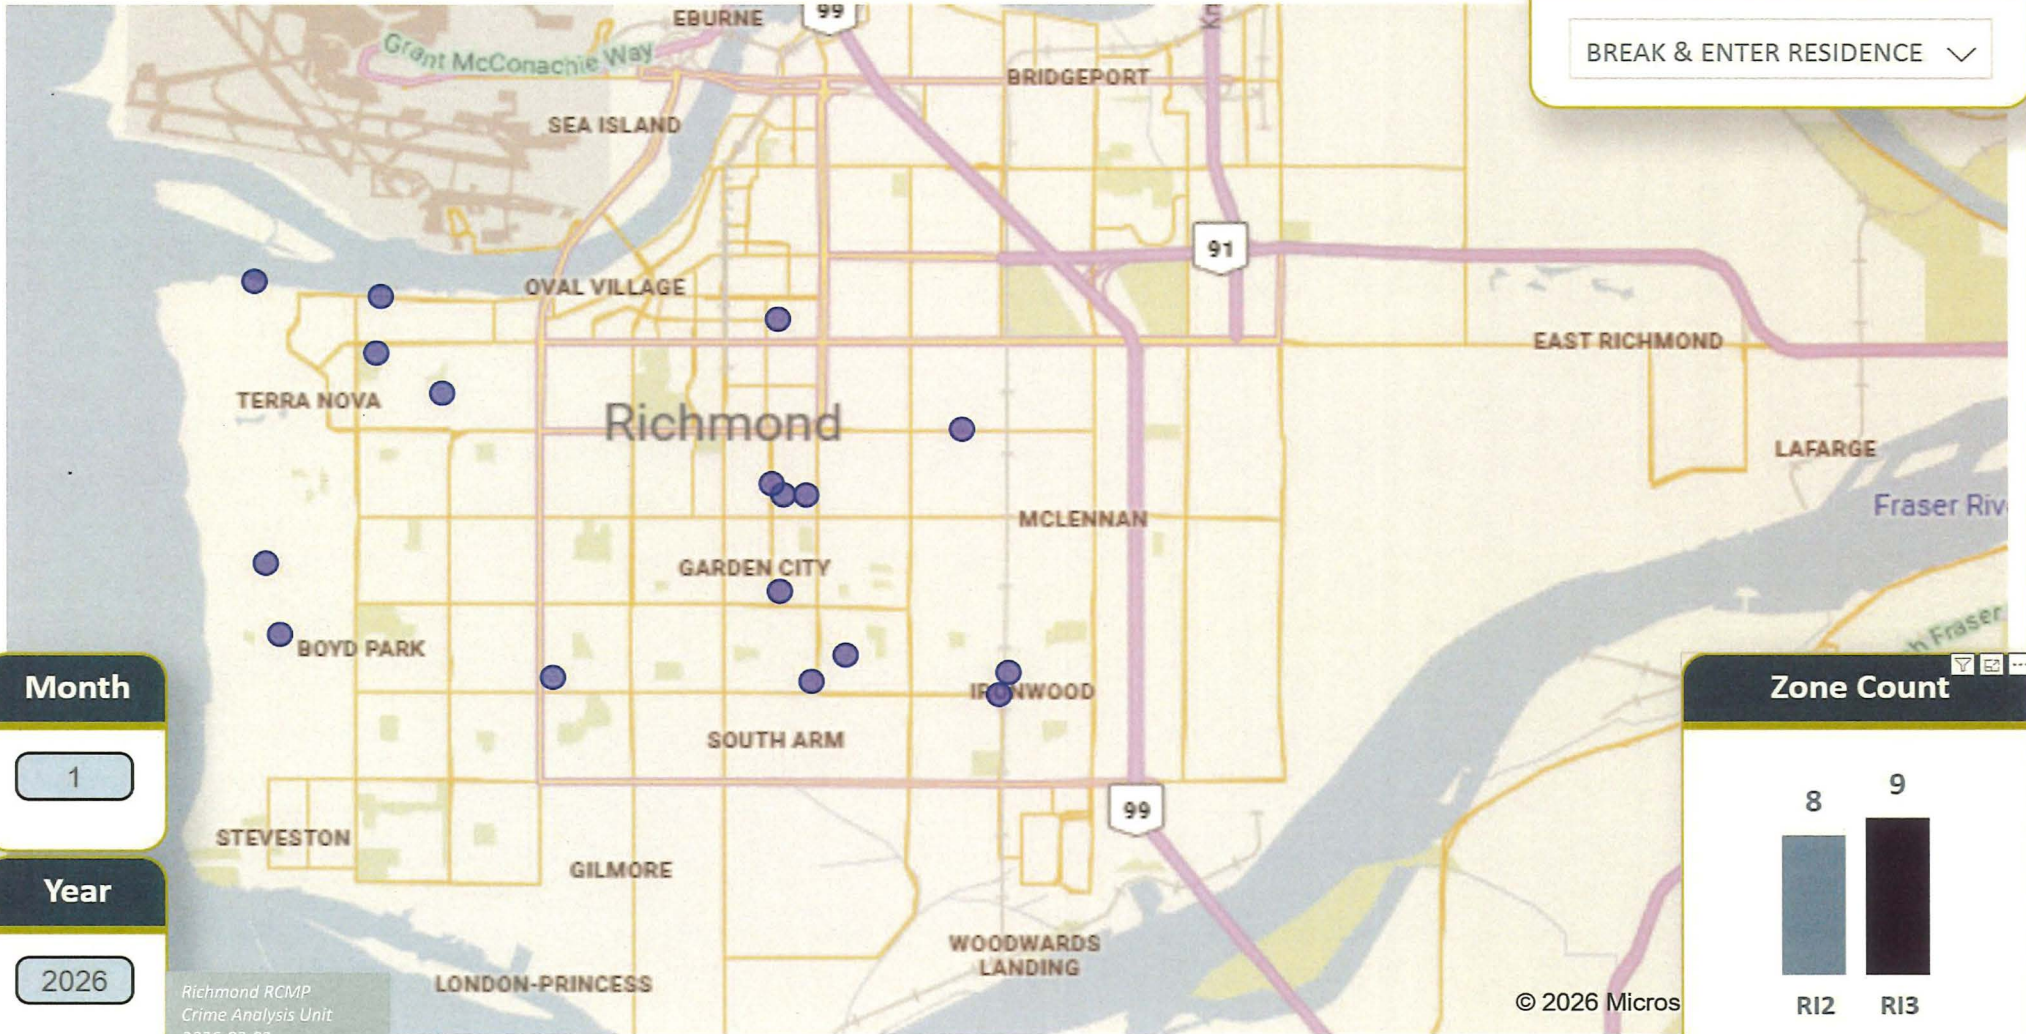 EBURNE
99
Grant McConachie Way
BRIDGEPORT
BREAK & ENTER RESIDENCE
SEA ISLAND
91
OVAL VILLAGE
EAST RICHMOND
TERRA NOVA
Richmond
LAFARGE
Fraser Riv
MCLENNAN
GARDEN CITY
h Fraser
BOYD PARK
Month
IRONWOOD
Zone Count
SOUTH ARM
1
8
9
99
STEVESTON
GILMORE
Year
WOODWARDS
LANDING
2026
LONDON-PRINCESS
Richmond RCMP
Crime Analysis Unit
© 2026 Micros
RI2
RI3